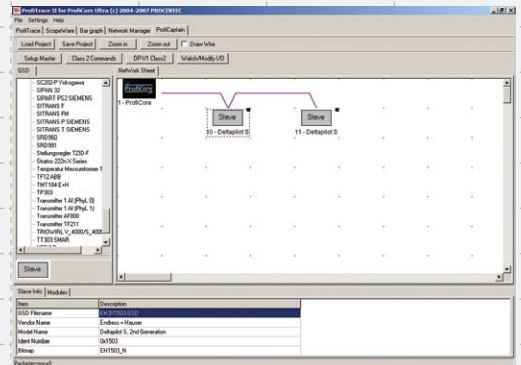 ProfiTrace II for ProfiCore Ultra (c) 2004-2007 PROCENTEC
File Settings Help
ProfiTrace ScopeWare Bar graph Network Manager ProfiCaptain
Load Project Save Project Zoom in Zoom out Draw Wire
Setup Master Class 2 Commands DP-V1 Class2 Watch/Modify I/O
GSD
SC202-P Yokogawa
SIPAN 32
SIPART PS2 SIEMENS
SITRANS F
SITRANS FM
SITRANS P SIEMENS
SITRANS T SIEMENS
SRD960
SRD991
Stellungsregler TZID-F
Temperatur Messumformer T
TF12 ABB
TMT184 E+H
TP303
Transmitter 1 AI (PhyL 0)
Transmitter 1 AI (PhyL 1)
Transmitter AF800
Transmitter TF211
TT303 SMAR
Slave
NetWork Sheet
ProfiCore
1 - ProfiCore
Slave
10 - Deltapilot S
Slave
11 - Deltapilot S
Slave Info Modules
Item Description
GSD Filename
Vendor Name Endress + Hauser
Model Name Deltapilot S, 2nd Generation
Ident Number 0x1503
Bitmap EH1503_N